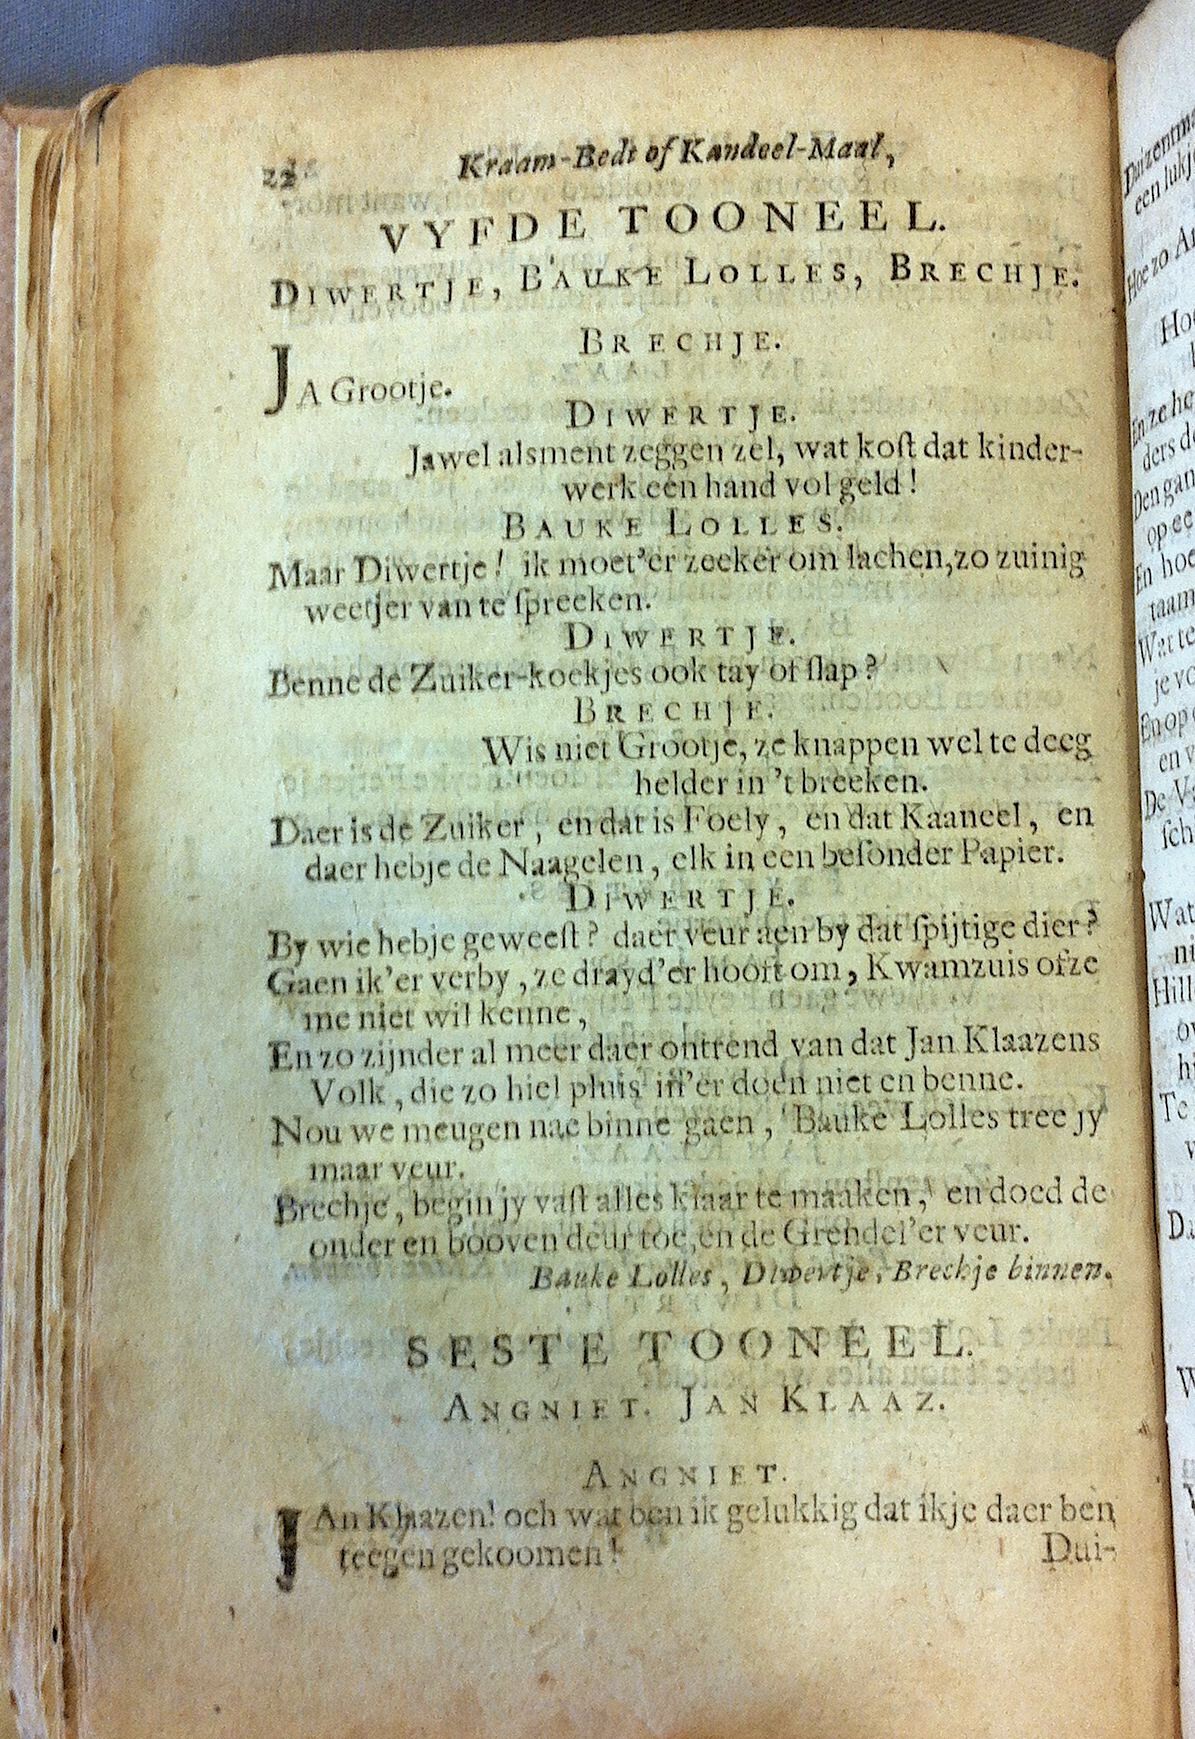 22 Kraam-Bedt of Kandeel-Maal,
VYFDE TOONEEL.
DIWERTJE, BAUKE LOLLES, BRECHJE.
BRECHJE.
JA Grootje.
DIWERTJE.
Jawel alsment zeggen zel, wat koſt dat kinder-
werk een hand vol geld!
BAUKE LOLLES.
Maar Diwertje! ik moet'er zeeker om lachen, zo zuinig
weetjer van te ſpreeken.
DIWERTJE.
Benne de Zuiker-koekjes ook tay of ſlap?
BRECHJE.
Wis niet Grootje, ze knappen wel te deeg
helder in 't breeken.
Daer is de Zuiker, en dat is Foely, en dat Kaaneel, en
daer hebje de Naagelen, elk in een beſonder Papier.
DIWERTJE.
By wie hebje geweeſt? daer veur aen by dat ſpijtige dier?
Gaen ik'er verby, ze drayd'er hooft om, Kwamzuis ofze
me niet wil kenne,
En zo zijnder al meer daer ontrend van dat Jan Klaazens
Volk, die zo hiel pluis in'er doen niet en benne.
Nou we meugen nae binne gaen, Bauke Lolles tree jy
maar veur.
Brechje, begin jy vaſt alles klaar te maaken, en doed de
onder en booven deur toe, en de Grendel'er veur.
Bauke Lolles, Diwertje, Brechje binnen.
SESTE TOONEEL.
ANGNIET. JAN KLAAZ.
ANGNIET.
JAn Klaazen! och wat ben ik gelukkig dat ikje daer ben
teegen gekoomen!
Dui-